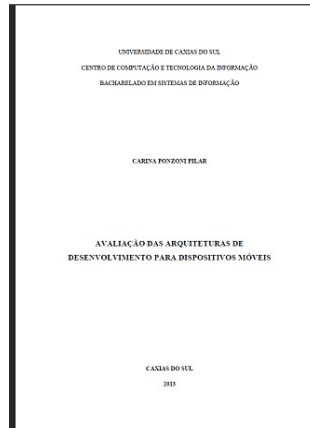 UNIVERSIDADE DE CAXIAS DO SUL
CENTRO DE COMPUTAÇÃO E TECNOLOGIA DA INFORMAÇÃO
BACHARELADO EM SISTEMAS DE INFORMAÇÃO
CARINA PONZONI PILAR
AVALIAÇÃO DAS ARQUITETURAS DE
DESENVOLVIMENTO PARA DISPOSITIVOS MÓVEIS
CAXIAS DO SUL
2013